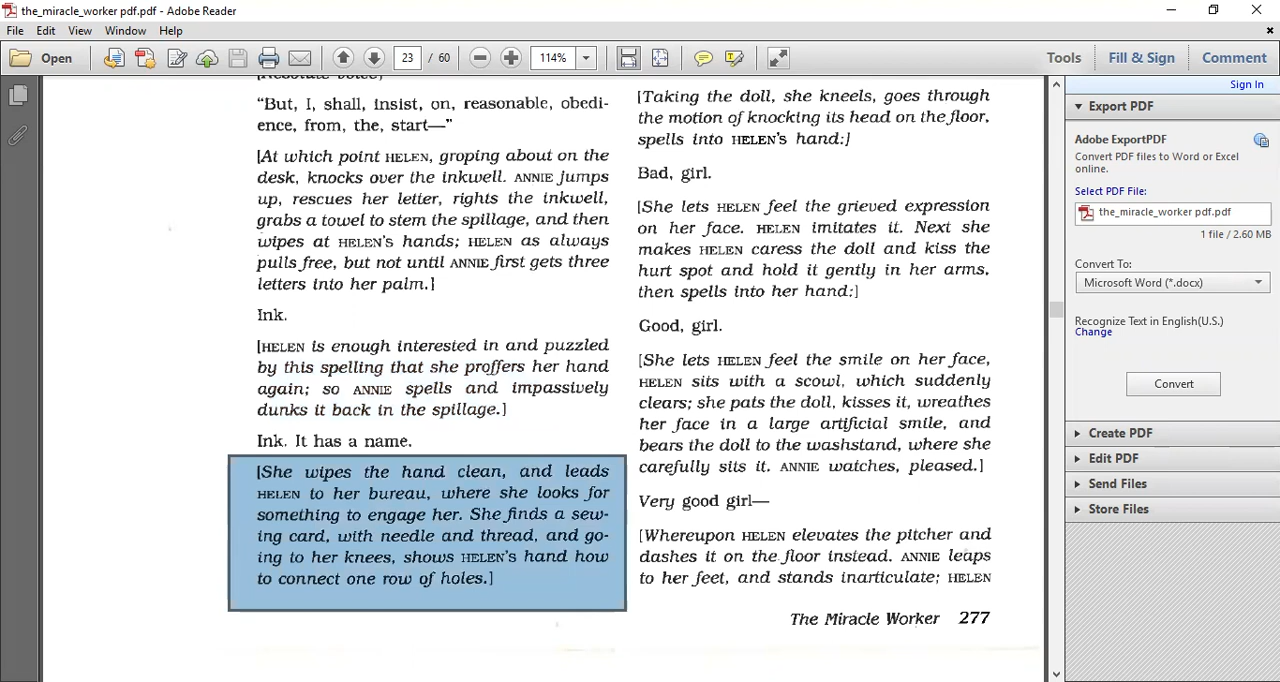 the_miracle_worker pdf.pdf - Adobe Reader
File Edit View Window Help
Open 23 / 60 114% Tools Fill & Sign Comment
"But, I, shall, insist, on, reasonable, obedi-
ence, from, the, start—"
[At which point HELEN, groping about on the
desk, knocks over the inkwell. ANNIE jumps
up, rescues her letter, rights the inkwell,
grabs a towel to stem the spillage, and then
wipes at HELEN's hands; HELEN as always
pulls free, but not until ANNIE first gets three
letters into her palm.]
Ink.
[HELEN is enough interested in and puzzled
by this spelling that she proffers her hand
again; so ANNIE spells and impassively
dunks it back in the spillage.]
Ink. It has a name.
[She wipes the hand clean, and leads
HELEN to her bureau, where she looks for
something to engage her. She finds a sew-
ing card, with needle and thread, and go-
ing to her knees, shows HELEN's hand how
to connect one row of holes.]
[Taking the doll, she kneels, goes through
the motion of knocking its head on the floor,
spells into HELEN's hand:]
Bad, girl.
[She lets HELEN feel the grieved expression
on her face. HELEN imitates it. Next she
makes HELEN caress the doll and kiss the
hurt spot and hold it gently in her arms,
then spells into her hand:]
Good, girl.
[She lets HELEN feel the smile on her face,
HELEN sits with a scowl, which suddenly
clears; she pats the doll, kisses it, wreathes
her face in a large artificial smile, and
bears the doll to the washstand, where she
carefully sits it. ANNIE watches, pleased.]
Very good girl—
[Whereupon HELEN elevates the pitcher and
dashes it on the floor instead. ANNIE leaps
to her feet, and stands inarticulate; HELEN
The Miracle Worker 277
Sign In
Export PDF
Adobe ExportPDF
Convert PDF files to Word or Excel
online.
Select PDF File:
the_miracle_worker pdf.pdf
1 file / 2.60 MB
Convert To:
Microsoft Word (*.docx)
Recognize Text in English(U.S.)
Change
Convert
Create PDF
Edit PDF
Send Files
Store Files